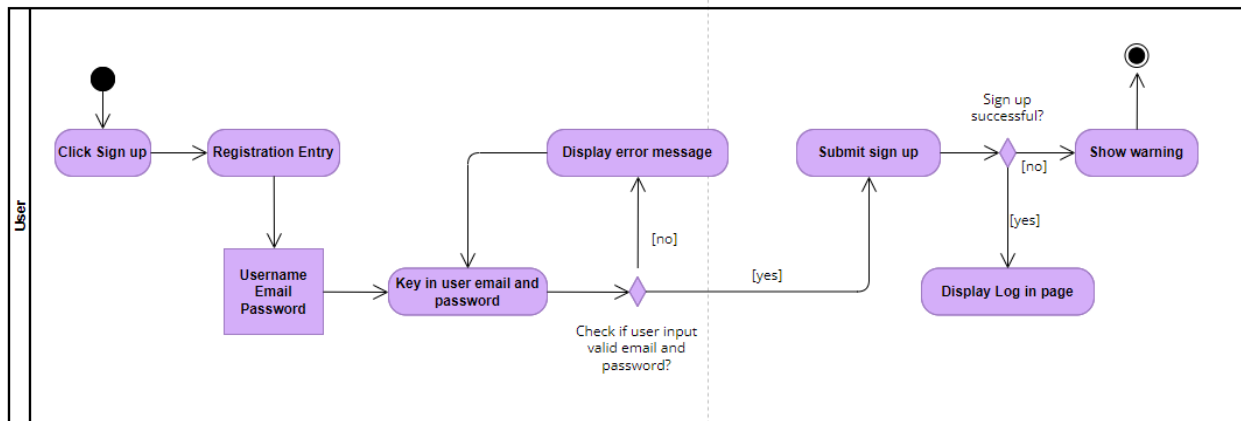 User
Click Sign up
Registration Entry
Username
Email
Password
Key in user email and
password
Display error message
[no]
Check if user input
valid email and
password?
[yes]
Submit sign up
Sign up
successful?
[no]
Show warning
[yes]
Display Log in page